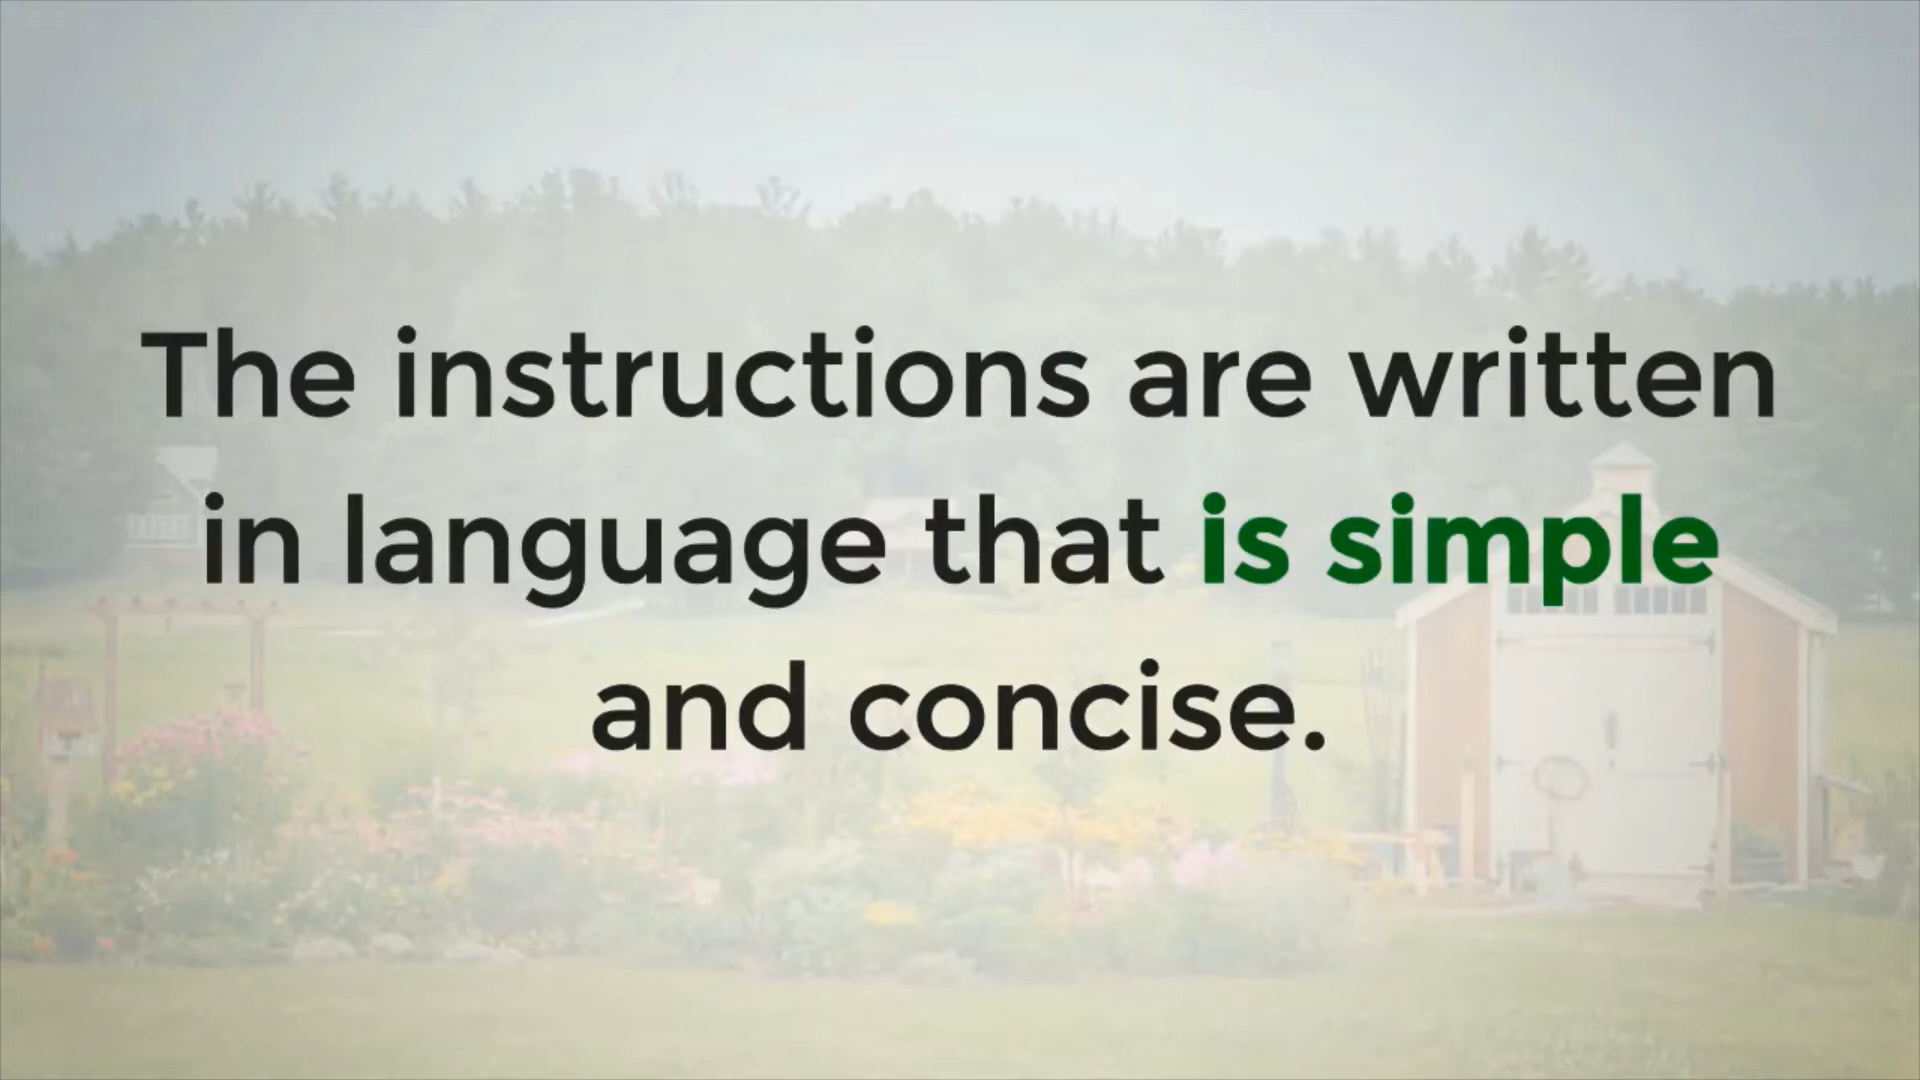 The instructions are written
in language that is simple
and concise.